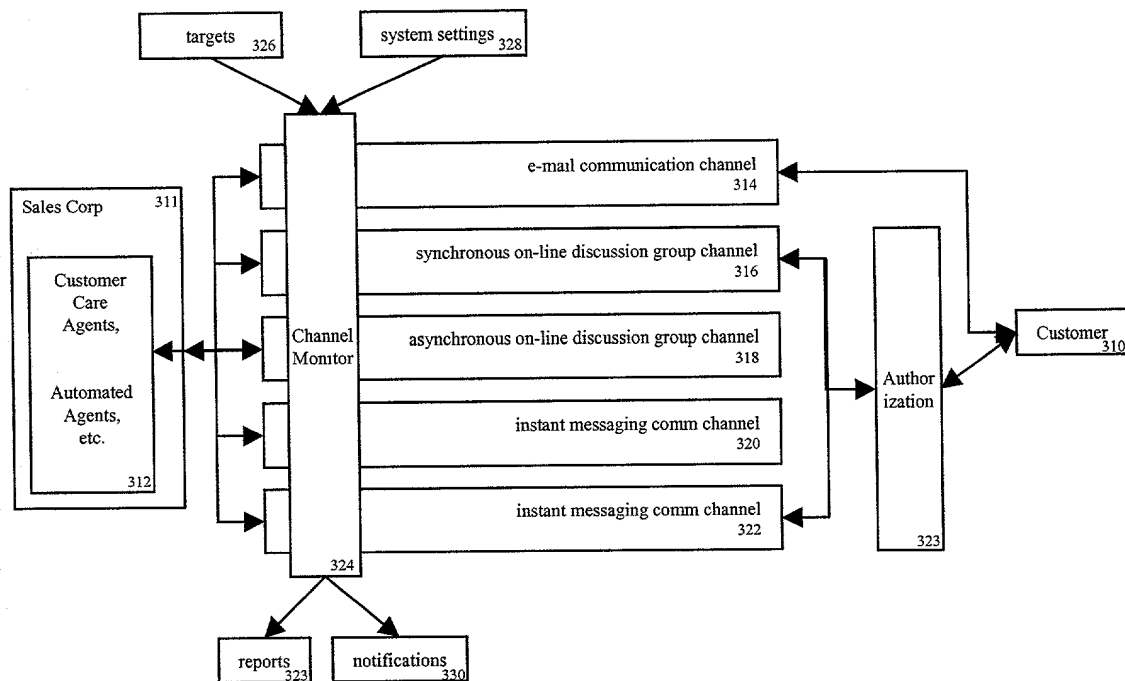 targets
326
system settings
328
e-mail communication channel
314
Sales Corp
311
synchronous on-line discussion group channel
316
Customer
Care
Agents,
Automated
Agents,
etc.
312
Channel
Monitor
asynchronous on-line discussion group channel
318
Customer
310
Author
ization
instant messaging comm channel
320
instant messaging comm channel
322
323
324
reports
323
notifications
330